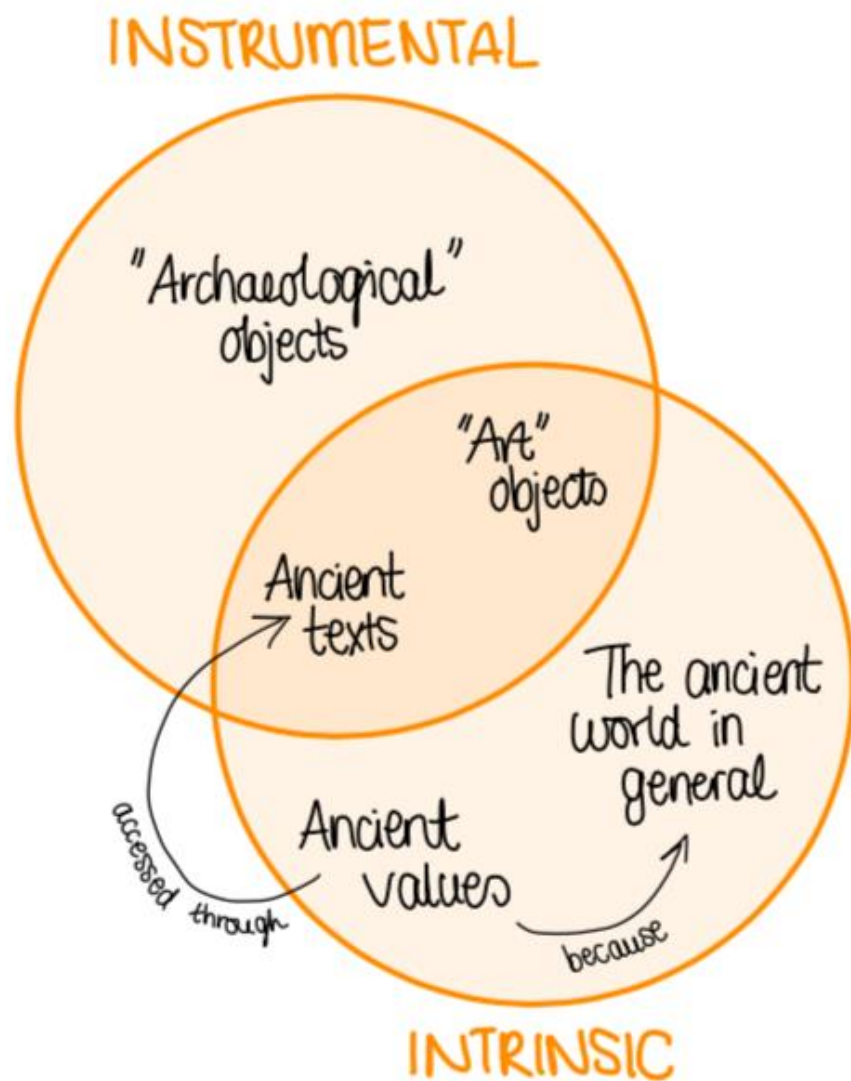 INSTRUMENTAL
"Archaeological"
objects
"Art"
objects
Ancient
texts
The ancient
world in
general
Ancient
values
accessed through
because
INTRINSIC